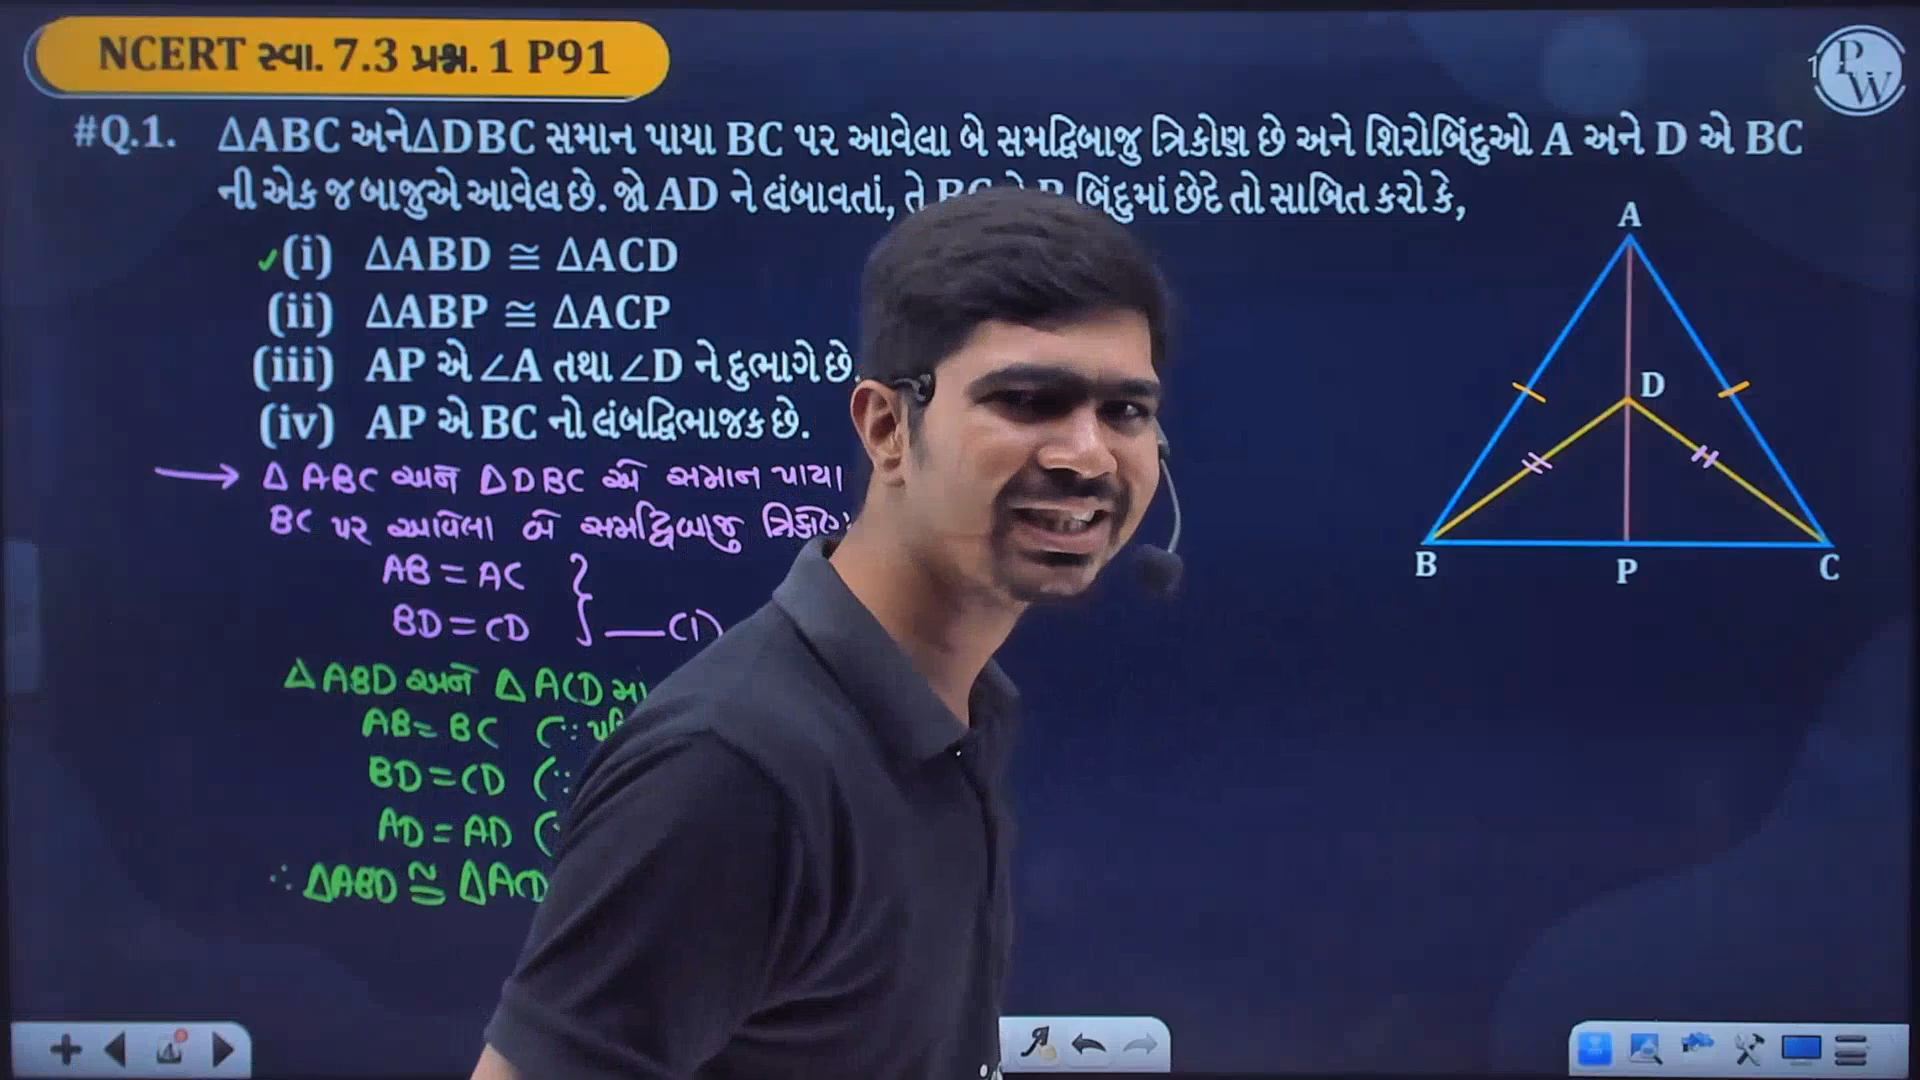 NCERT સ્વા. 7.3 પ્રશ્ન. 1 P91
PW
#Q.1. ΔABC અનેΔDBC સમાન પાયા BC પર આવેલા બે સમદ્વિબાજુ ત્રિકોણ છે અને શિરોબિંદુઓ A અને D એ BC
ની એક જ બાજુએ આવેલ છે. જો AD ને લંબાવતાં, તે બિંદુમાં છેદે તો સાબિત કરો કે,
(i) ΔABD ≅ ΔACD
(ii) ΔABP ≅ ΔACP
(iii) AP એ ∠A તથા ∠D ને દુભાગે છે.
(iv) AP એ BC નો લંબદ્વિભાજક છે.
→ Δ ABC અને ΔDBC એ સમાન પાયા
BC પર આવેલા બે સમદ્વિબાજુ
AB = AC
BD = CD } —(1)
Δ ABD અને Δ ACD માં
AB = BC (∵
BD = CD (∵
AD = AD (
∴ ΔABD ≅ ΔACD
A
D
B
P
C